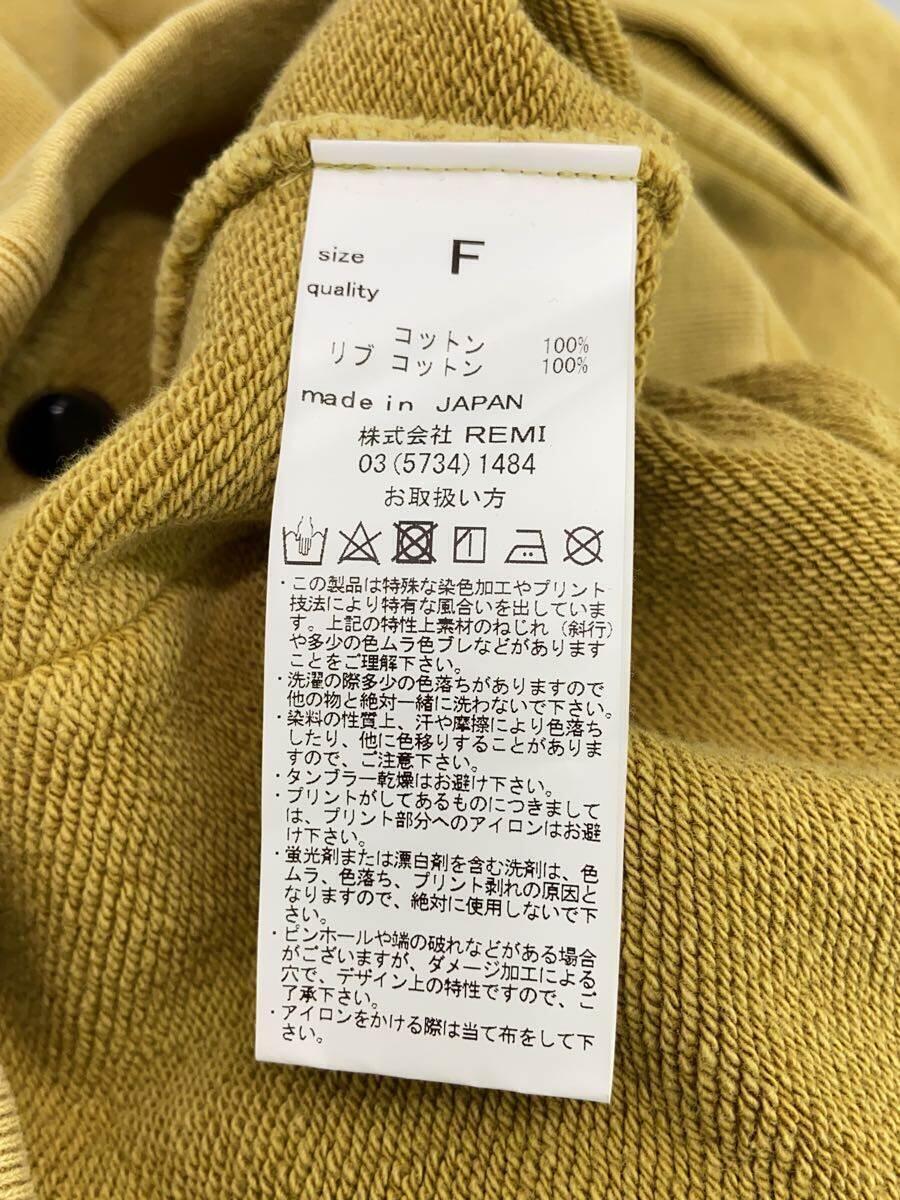 size F
quality
コットン 100%
リブ コットン 100%
made in JAPAN
株式会社 REMI
03(5734)1484
お取扱い方
・この製品は特殊な染色加工やプリント
技法により特有な風合いを出していま
す。上記の特性上素材のねじれ(斜行)
や多少の色ムラ色ブレなどがあります
ことをご理解下さい。
・洗濯の際多少の色落ちがありますので
他の物と絶対一緒に洗わないで下さい。
・染料の性質上、汗や摩擦により色落ち
したり、他に色移りすることがありま
すので、ご注意下さい。
・タンブラー乾燥はお避け下さい。
・プリントがしてあるものにつきまして
は、プリント部分へのアイロンはお避
け下さい。
・蛍光剤または漂白剤を含む洗剤は、色
ムラ、色落ち、プリント剥れの原因と
なりますので、絶対に使用しないで下
さい。
・ピンホールや端の破れなどがある場合
がございますが、ダメージ加工による
穴で、デザイン上の特性ですので、ご
了承下さい。
・アイロンをかける際は当て布をして下
さい。